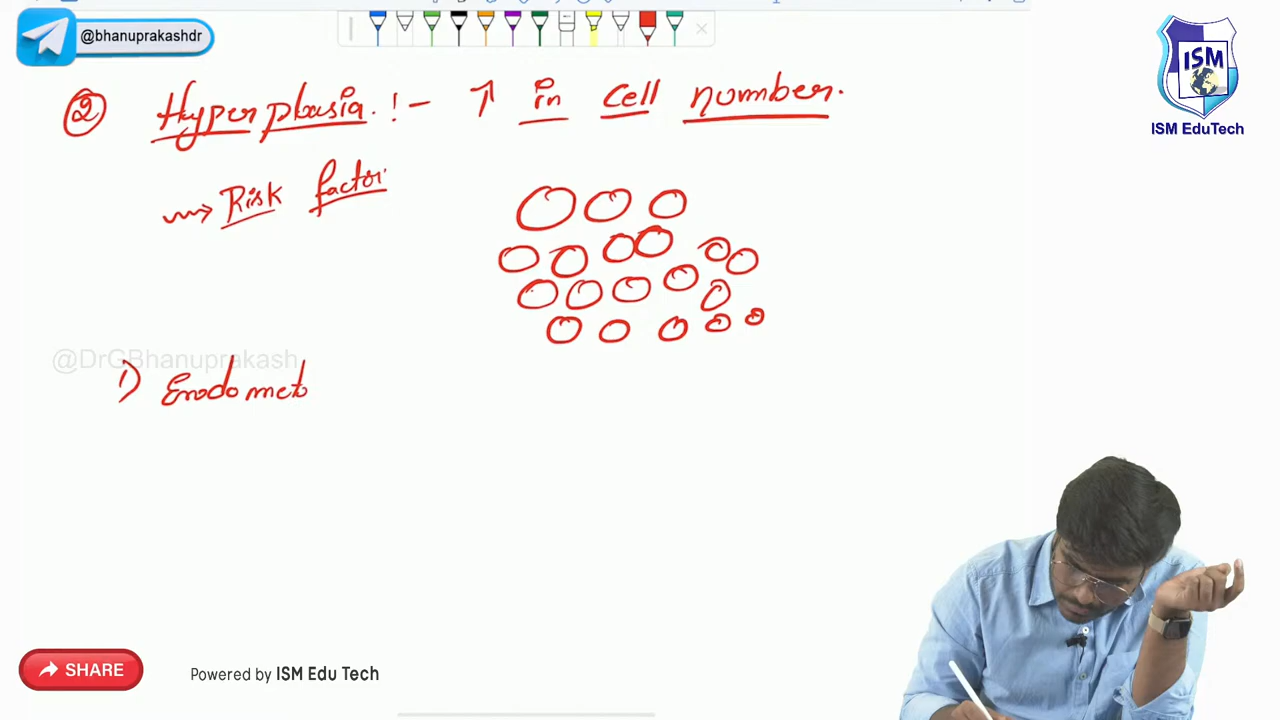 @bhanuprakashdr
ISM
ISM EduTech
② Hyperplasia :- ↑ in cell number.
⟿ Risk factor
@DrGBhanuprakash
1) Endomet
SHARE
Powered by ISM Edu Tech